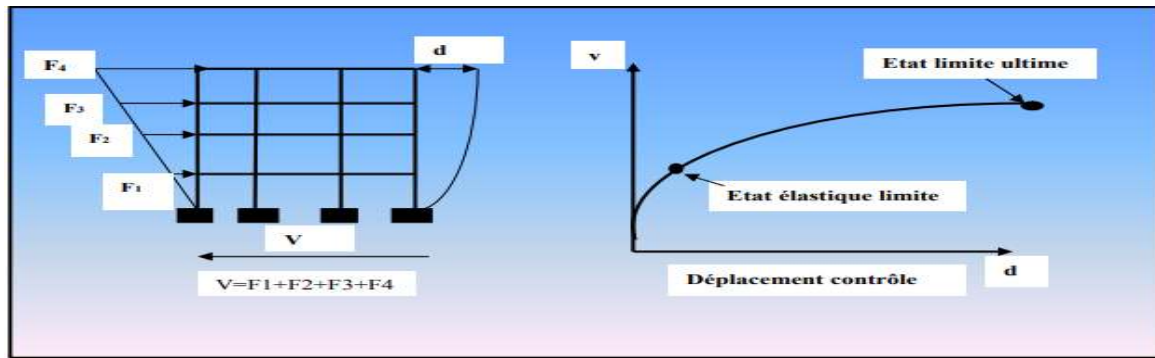 F4
F3
F2
F1
d
V
V=F1+F2+F3+F4
v
Etat limite ultime
Etat élastique limite
Déplacement contrôle
d